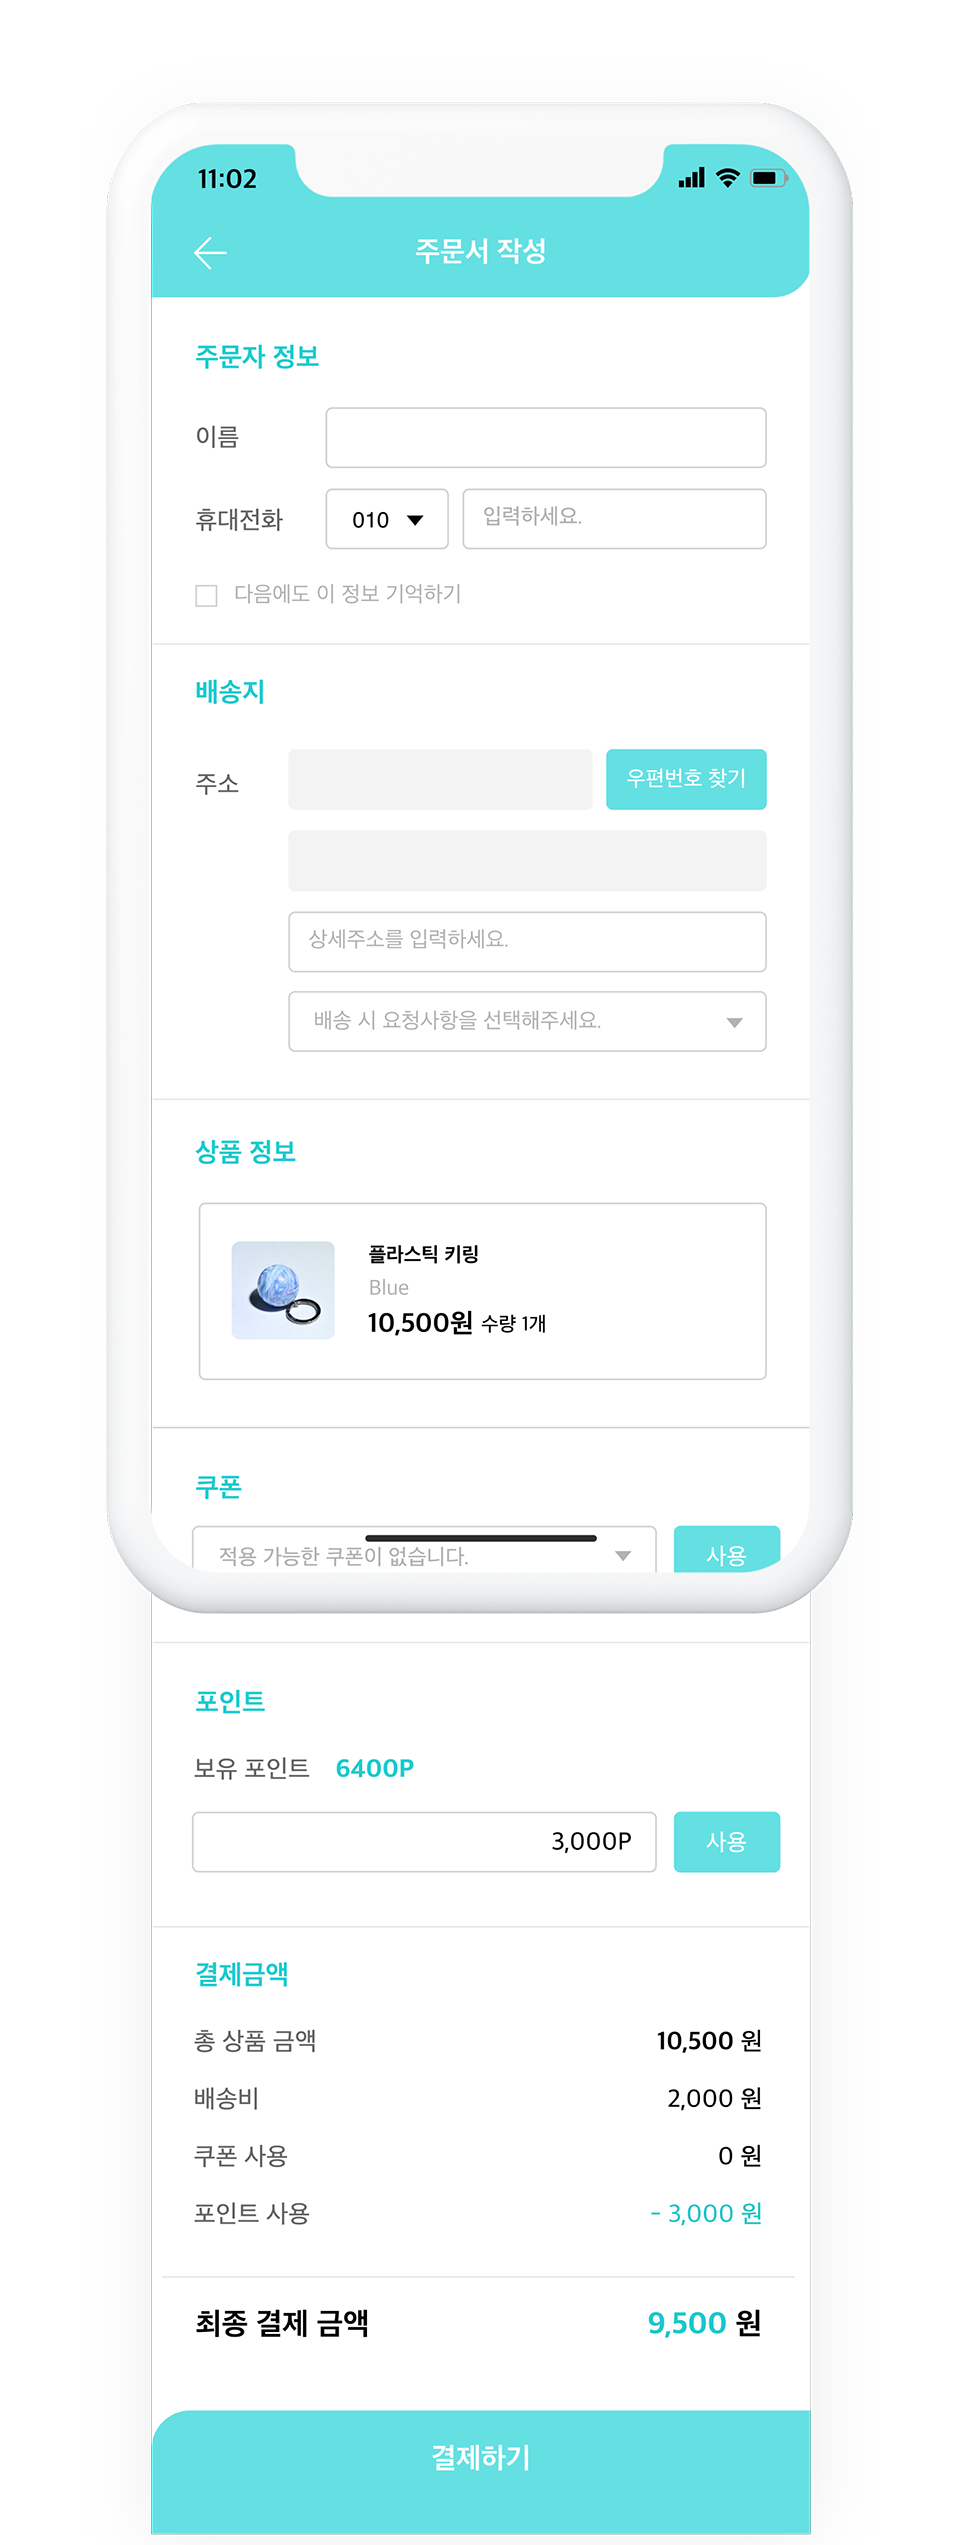 11:02
주문서 작성
주문자 정보
이름
휴대전화 010 입력하세요.
다음에도 이 정보 기억하기
배송지
주소 우편번호 찾기
상세주소를 입력하세요.
배송 시 요청사항을 선택해주세요.
상품 정보
플라스틱 키링
Blue
10,500원 수량 1개
쿠폰
적용 가능한 쿠폰이 없습니다. 사용
포인트
보유 포인트 6400P
3,000P 사용
결제금액
총 상품 금액 10,500 원
배송비 2,000 원
쿠폰 사용 0 원
포인트 사용 - 3,000 원
최종 결제 금액 9,500 원
결제하기